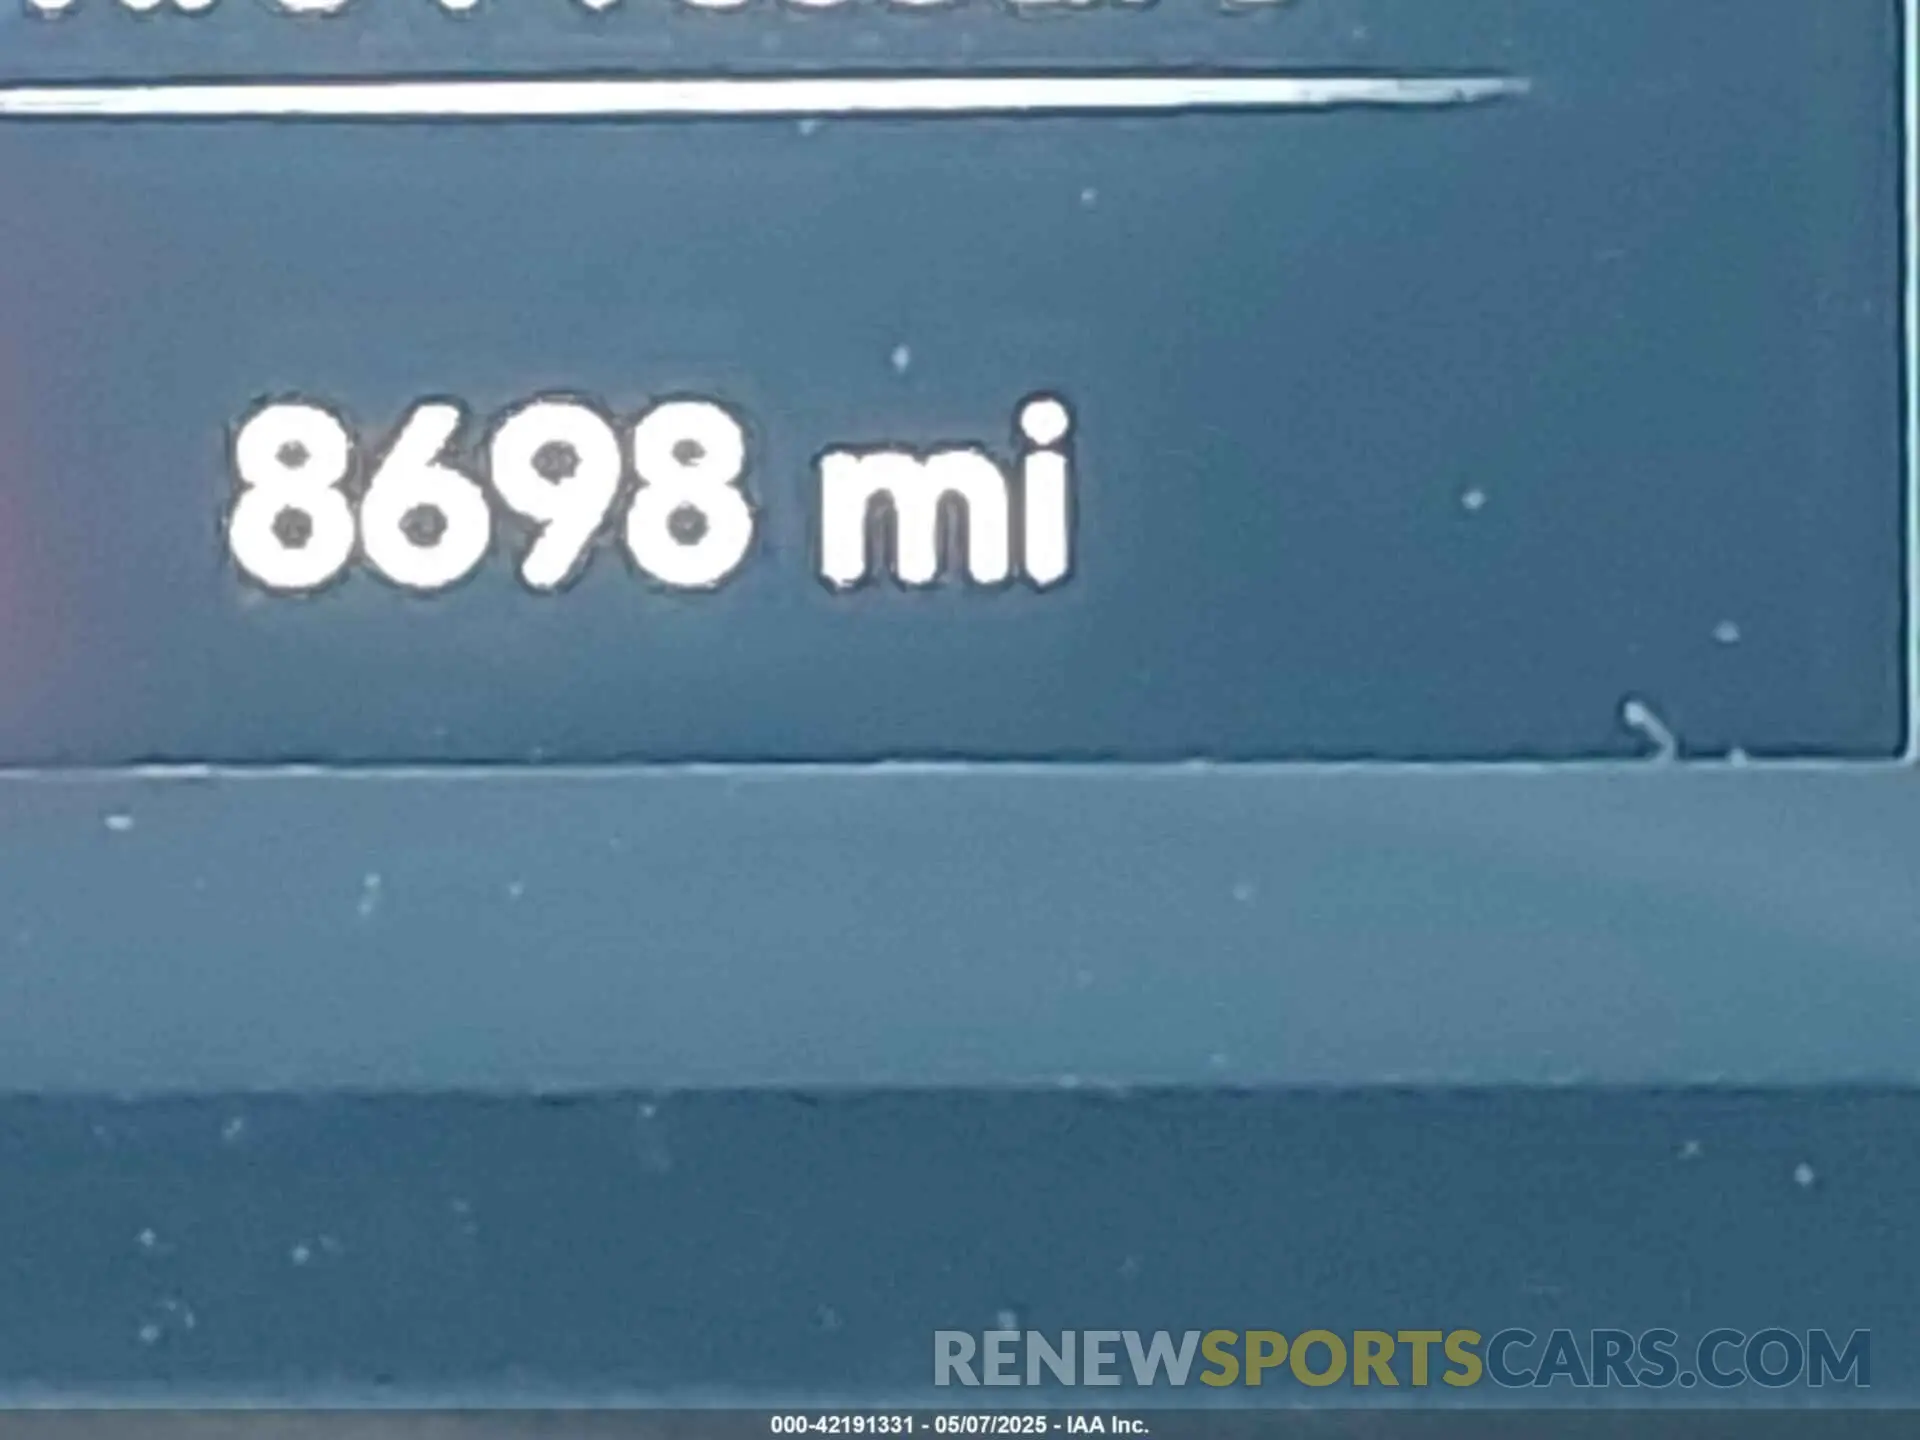 8698 mi
RENEWSPORTSCARS.COM
000-42191331 - 05/07/2025 - IAA Inc.